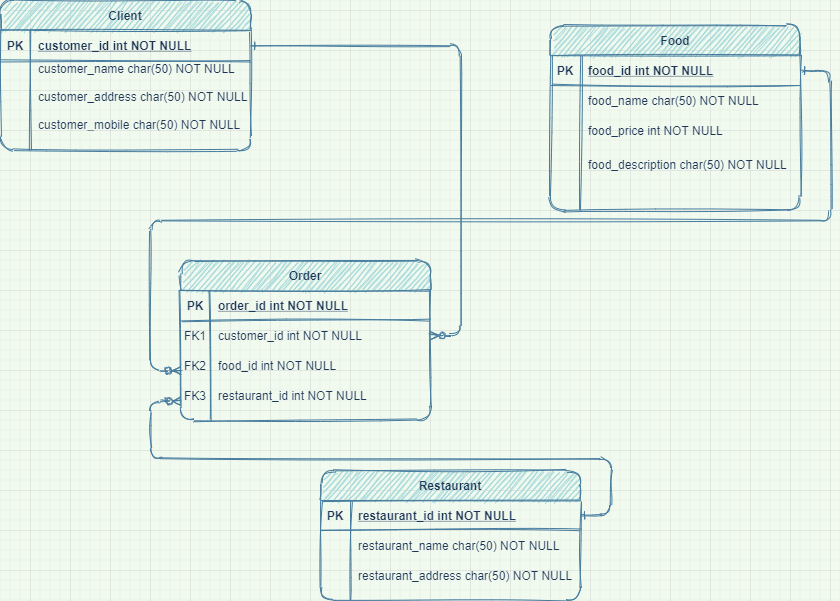 Client
PK customer_id int NOT NULL
customer_name char(50) NOT NULL
customer_address char(50) NOT NULL
customer_mobile char(50) NOT NULL
Food
PK food_id int NOT NULL
food_name char(50) NOT NULL
food_price int NOT NULL
food_description char(50) NOT NULL
Order
PK order_id int NOT NULL
FK1 customer_id int NOT NULL
FK2 food_id int NOT NULL
FK3 restaurant_id int NOT NULL
Restaurant
PK restaurant_id int NOT NULL
restaurant_name char(50) NOT NULL
restaurant_address char(50) NOT NULL